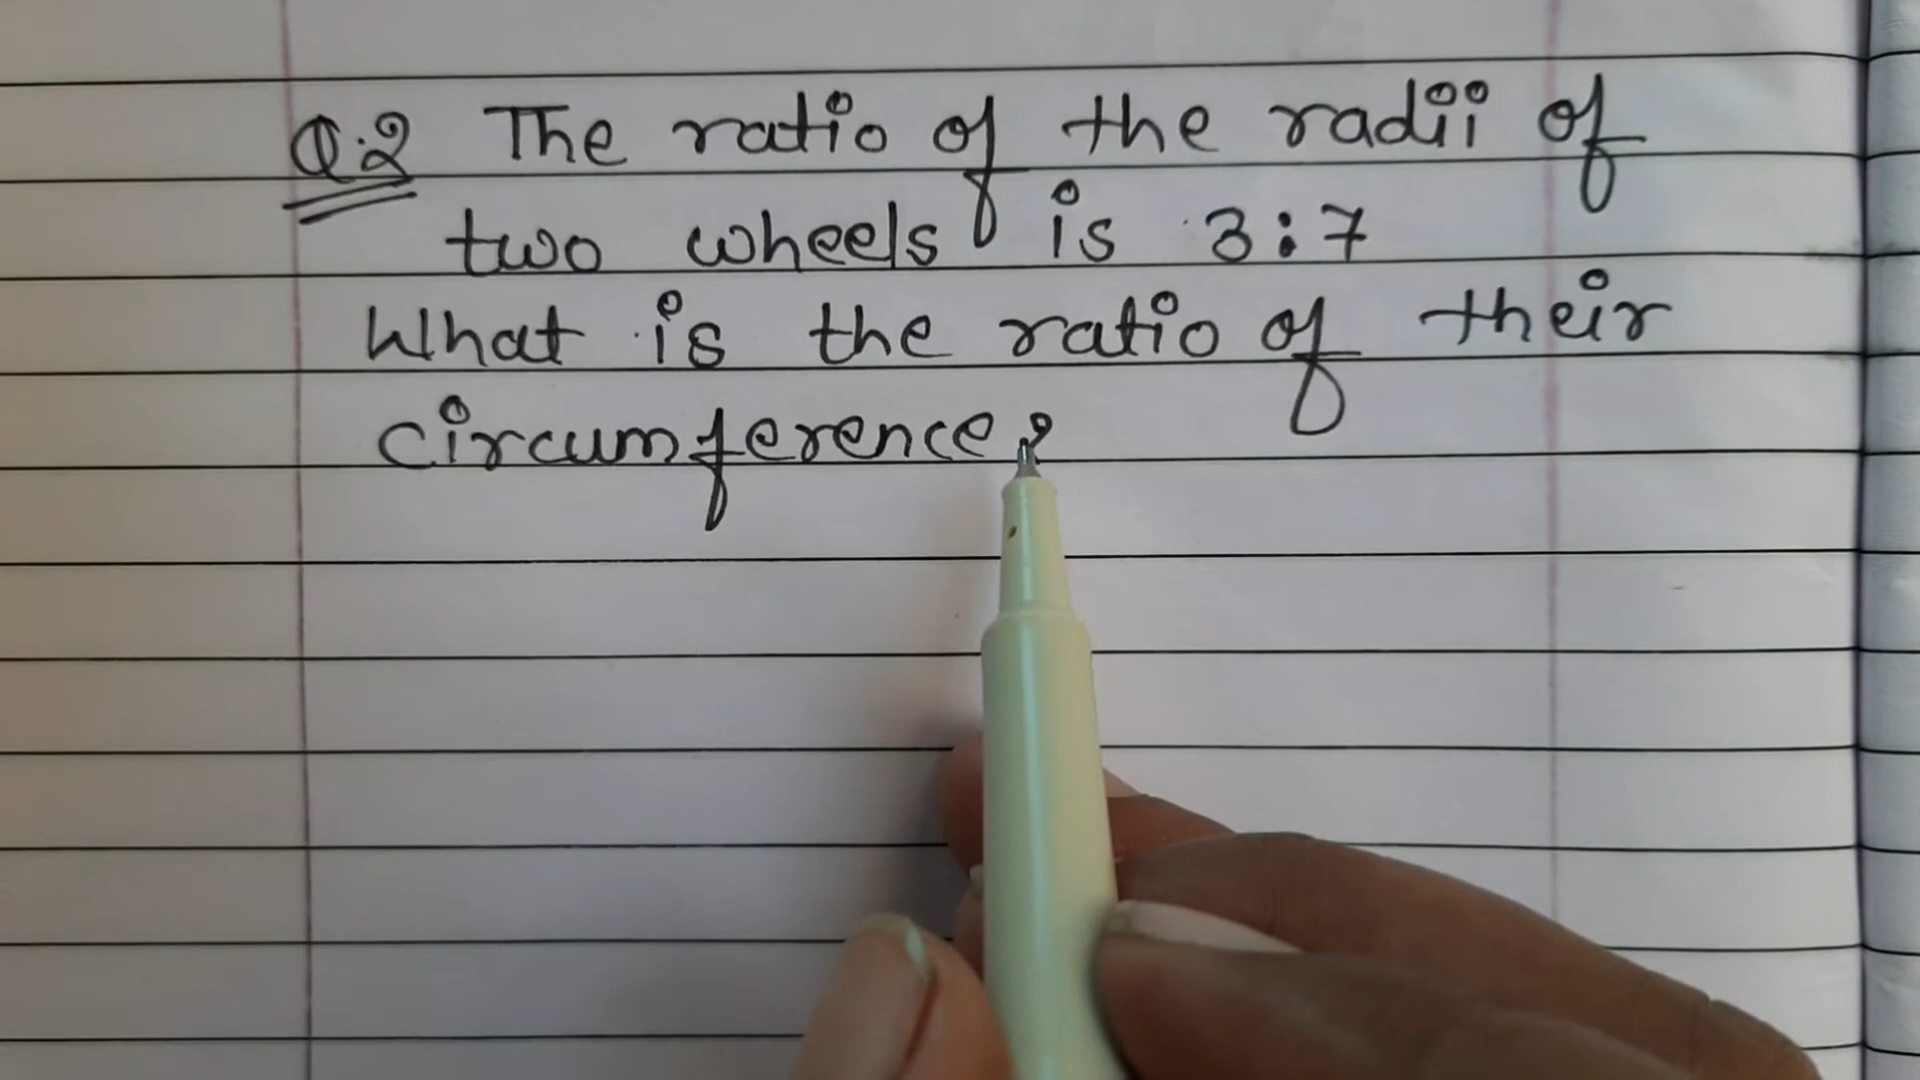 Q.2 The ratio of the radii of
two wheels is 3:7
What is the ratio of their
circumference?